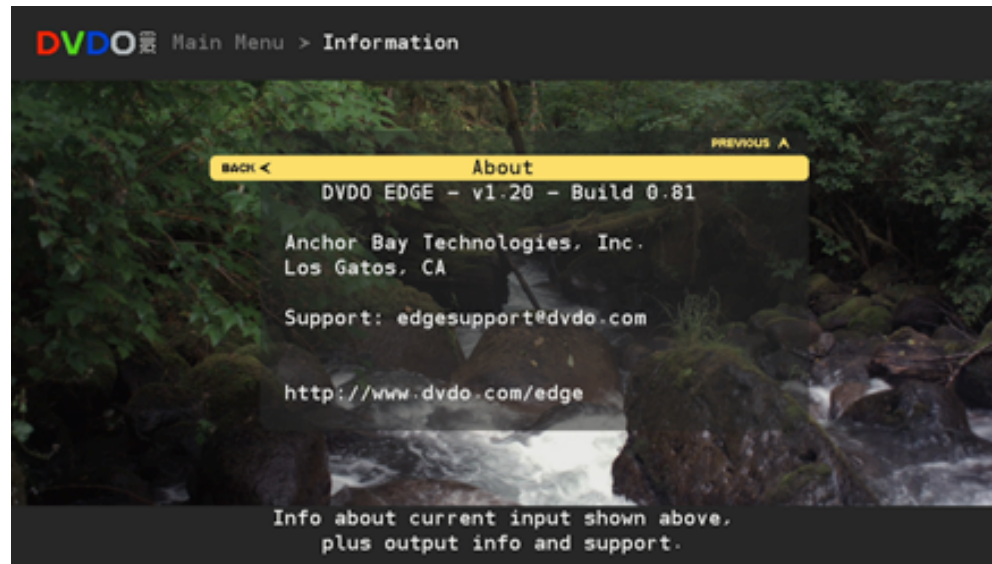 DVDO Main Menu > Information
PREVIOUS
BACK
About
DVDO EDGE – v1.20 – Build 0.81
Anchor Bay Technologies, Inc.
Los Gatos, CA
Support: edgesupport@dvdo.com
http://www.dvdo.com/edge
Info about current input shown above,
plus output info and support.